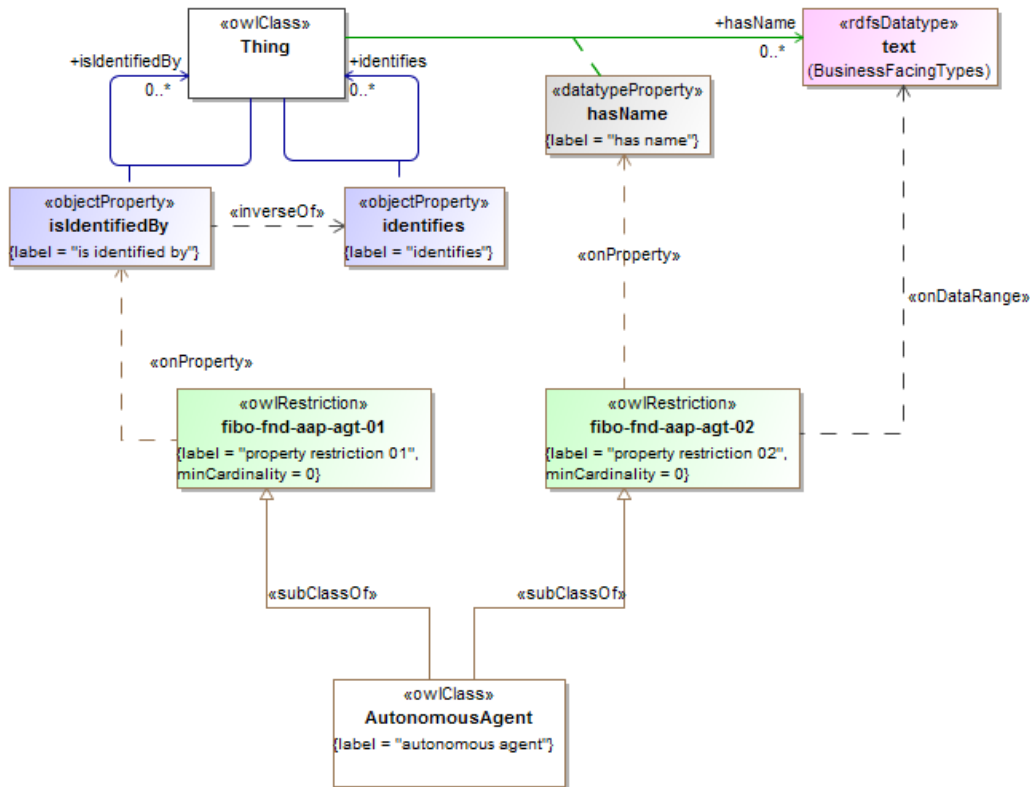 «owlClass»
Thing
+hasName
0..*
«rdfsDatatype»
text
(BusinessFacingTypes)
+isIdentifiedBy
0..*
+identifies
0..*
«datatypeProperty»
hasName
{label = "has name"}
«objectProperty»
isIdentifiedBy
{label = "is identified by"}
«inverseOf»
«objectProperty»
identifies
{label = "identifies"}
«onProperty»
«onDataRange»
«onProperty»
«owlRestriction»
fibo-fnd-aap-agt-01
{label = "property restriction 01",
minCardinality = 0}
«owlRestriction»
fibo-fnd-aap-agt-02
{label = "property restriction 02",
minCardinality = 0}
«subClassOf»
«subClassOf»
«owlClass»
AutonomousAgent
{label = "autonomous agent"}